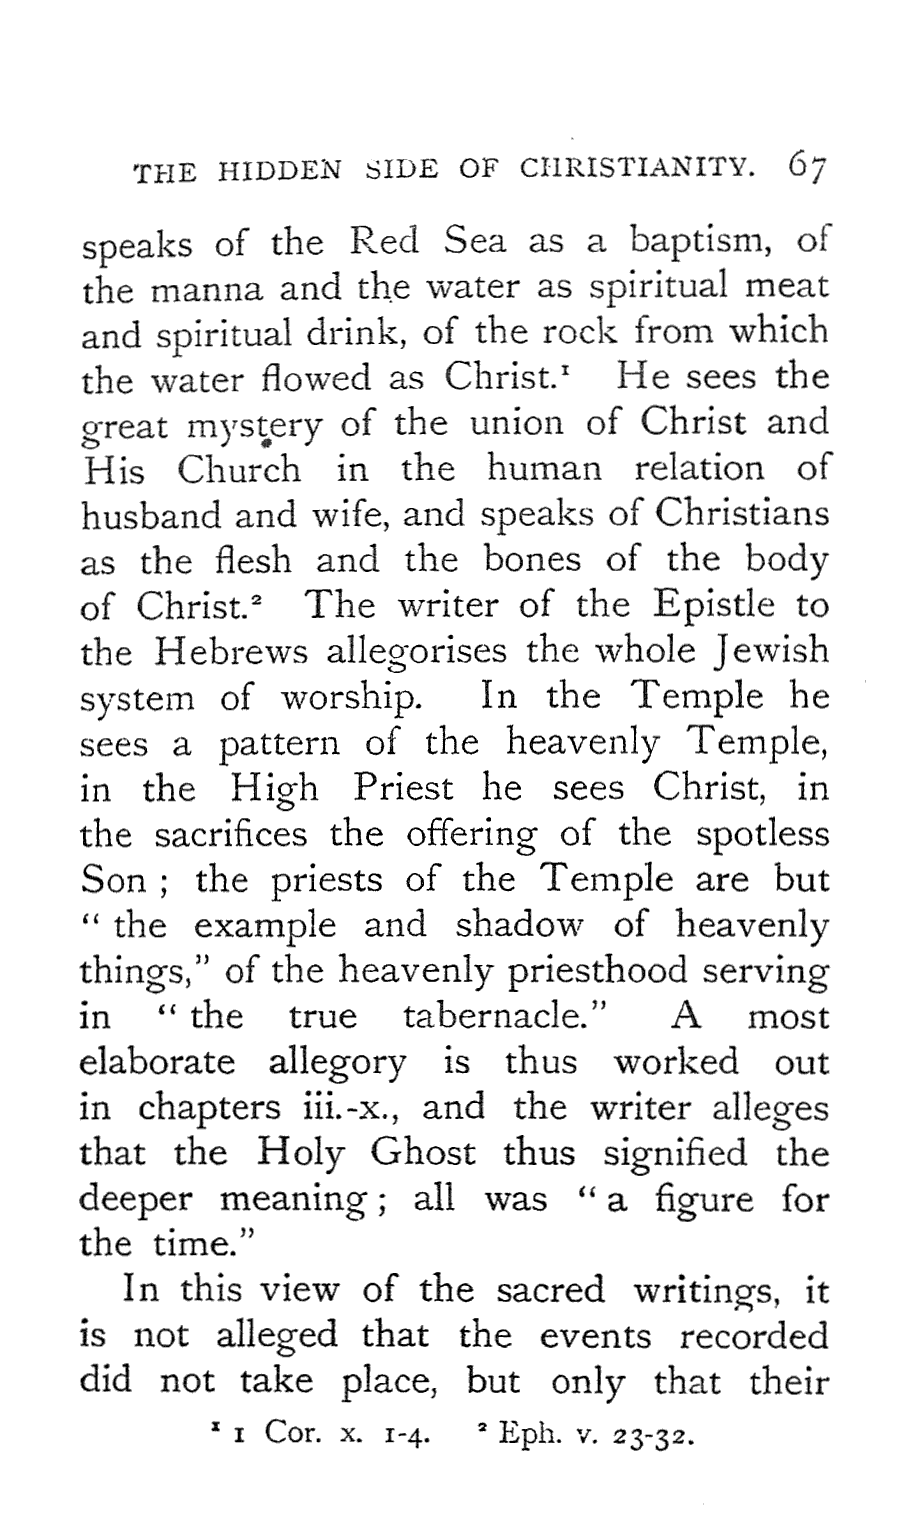 THE HIDDEN SIDE OF CHRISTIANITY. 67
speaks of the Red Sea as a baptism, of
the manna and the water as spiritual meat
and spiritual drink, of the rock from which
the water flowed as Christ.¹ He sees the
great mystery of the union of Christ and
His Church in the human relation of
husband and wife, and speaks of Christians
as the flesh and the bones of the body
of Christ.² The writer of the Epistle to
the Hebrews allegorises the whole Jewish
system of worship. In the Temple he
sees a pattern of the heavenly Temple,
in the High Priest he sees Christ, in
the sacrifices the offering of the spotless
Son ; the priests of the Temple are but
“ the example and shadow of heavenly
things,” of the heavenly priesthood serving
in “ the true tabernacle.” A most
elaborate allegory is thus worked out
in chapters iii.-x., and the writer alleges
that the Holy Ghost thus signified the
deeper meaning ; all was “ a figure for
the time.”
In this view of the sacred writings, it
is not alleged that the events recorded
did not take place, but only that their
¹ 1 Cor. x. 1-4. ² Eph. v. 23-32.